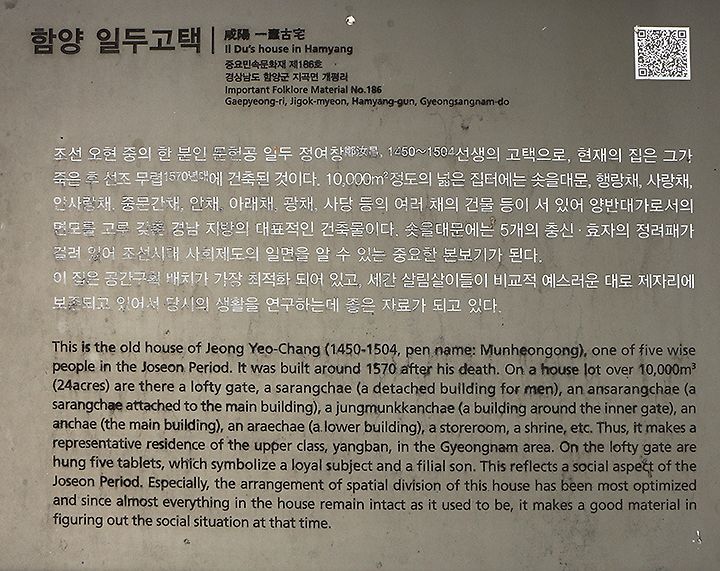 함양 일두고택
咸陽 一蠹古宅
Il Du's house in Hamyang
중요민속문화재 제186호
경상남도 함양군 지곡면 개평리
Important Folklore Material No.186
Gaepyeong-ri, Jigok-myeon, Hamyang-gun, Gyeongsangnam-do
조선 오현 중의 한 분인 문헌공 일두 정여창鄭汝昌, 1450~1504선생의 고택으로, 현재의 집은 그가
죽은 후 선조 무렵1570년대에 건축된 것이다. 10,000m²정도의 넓은 집터에는 솟을대문, 행랑채, 사랑채,
안사랑채, 중문간채, 안채, 아래채, 광채, 사당 등의 여러 채의 건물 등이 서 있어 양반대가로서의
면모를 고루 갖춘 경남 지방의 대표적인 건축물이다. 솟을대문에는 5개의 충신·효자의 정려패가
걸려 있어 조선시대 사회제도의 일면을 알 수 있는 중요한 본보기가 된다.
이 집은 공간구획 배치가 가장 최적화 되어 있고, 세간 살림살이들이 비교적 예스러운 대로 제자리에
보존되고 있어서 당시의 생활을 연구하는데 좋은 자료가 되고 있다.
This is the old house of Jeong Yeo-Chang (1450-1504, pen name: Munheongong), one of five wise
people in the Joseon Period. It was built around 1570 after his death. On a house lot over 10,000m³
(24acres) are there a lofty gate, a sarangchae (a detached building for men), an ansarangchae (a
sarangchae attached to the main building), a jungmunkkanchae (a building around the inner gate), an
anchae (the main building), an araechae (a lower building), a storeroom, a shrine, etc. Thus, it makes a
representative residence of the upper class, yangban, in the Gyeongnam area. On the lofty gate are
hung five tablets, which symbolize a loyal subject and a filial son. This reflects a social aspect of the
Joseon Period. Especially, the arrangement of spatial division of this house has been most optimized
and since almost everything in the house remain intact as it used to be, it makes a good material in
figuring out the social situation at that time.